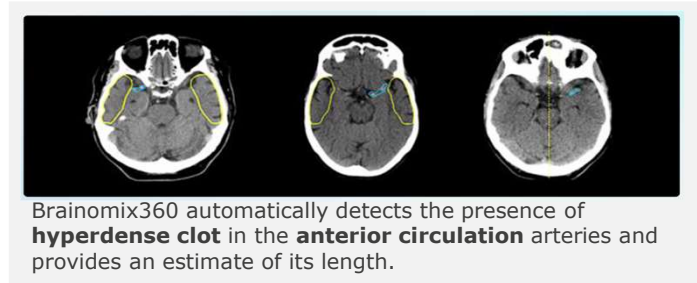 Brainomix360 automatically detects the presence of
hyperdense clot in the anterior circulation arteries and
provides an estimate of its length.